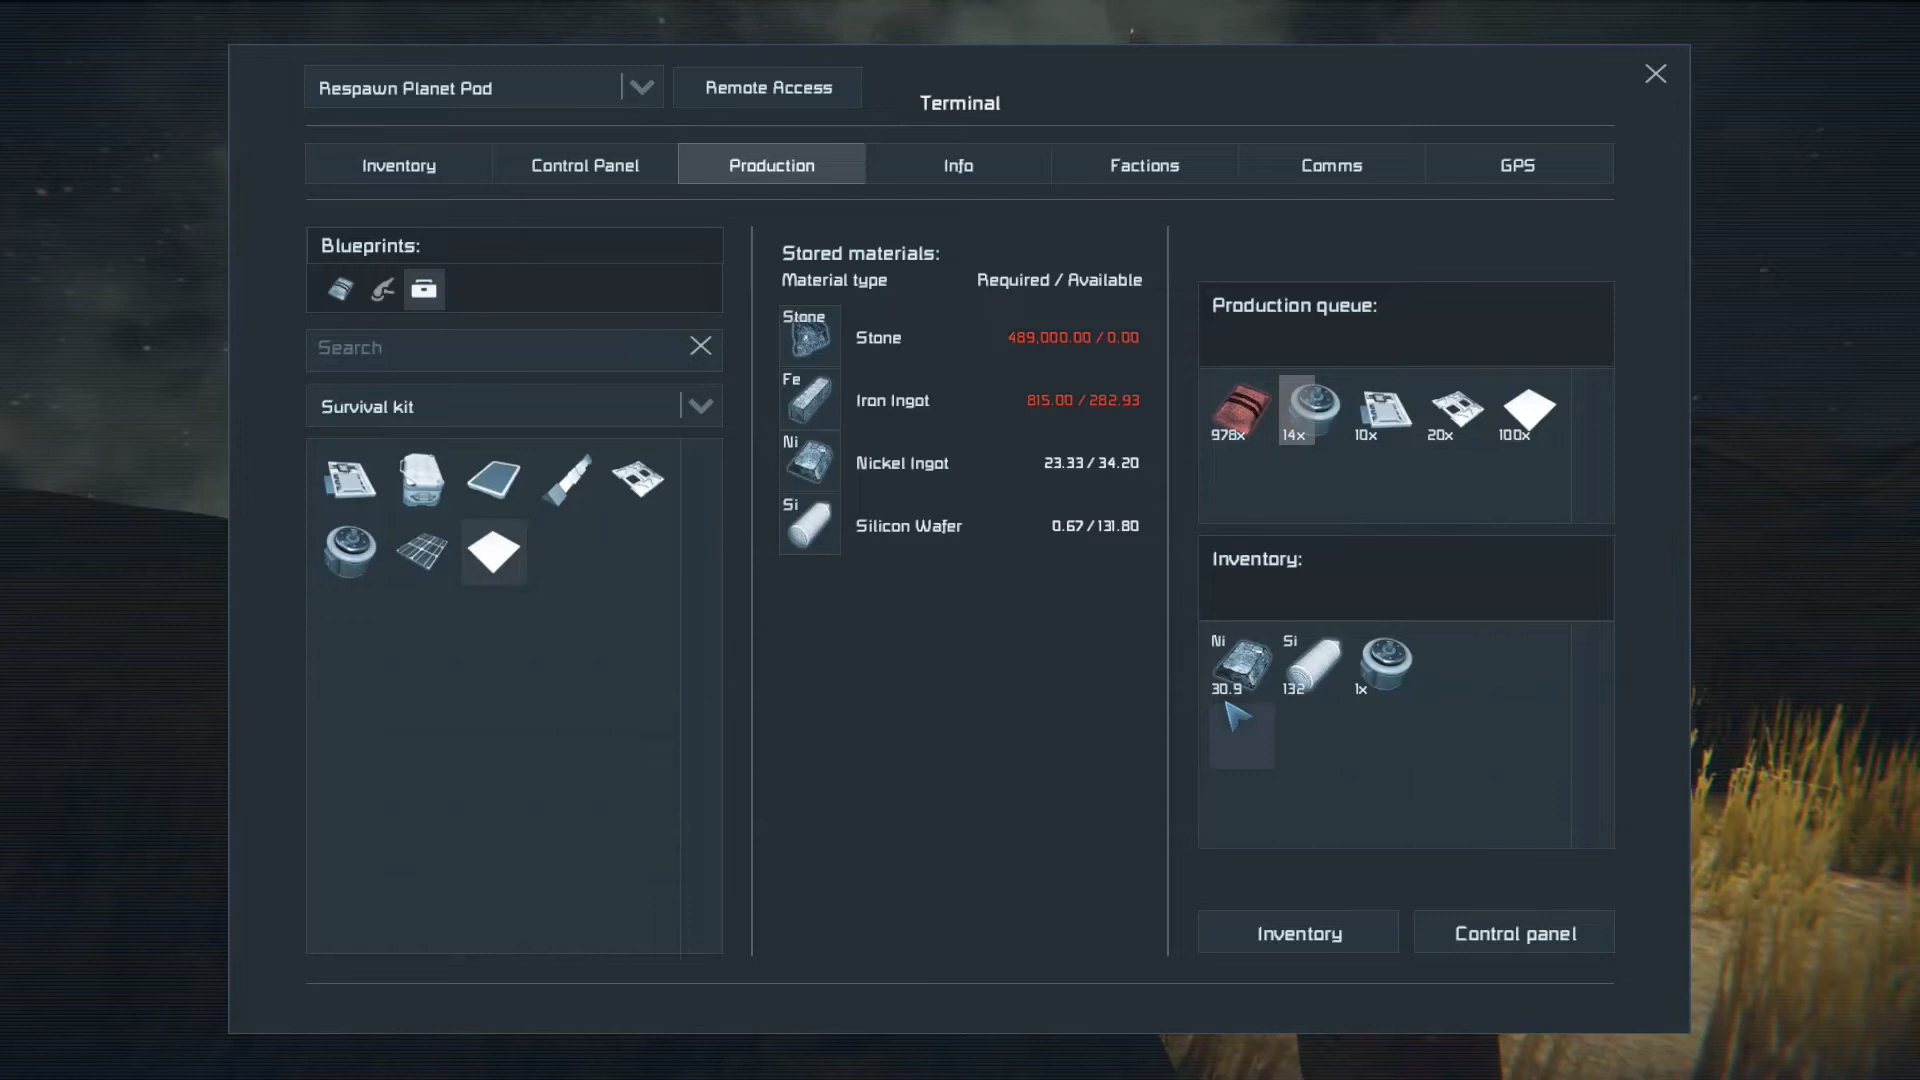 Respawn Planet Pod
Remote Access
Terminal
Inventory
Control Panel
Production
Info
Factions
Comms
GPS
Blueprints:
Search
Survival kit
Stored materials:
Material type
Required / Available
Stone
Stone
489,000.00 / 0.00
Fe
Iron Ingot
815.00 / 282.93
Ni
Nickel Ingot
23.33 / 34.20
Si
Silicon Wafer
0.67 / 131.80
Production queue:
978x
14x
10x
20x
100x
Inventory:
Ni
Si
30.9
132
1x
Inventory
Control panel